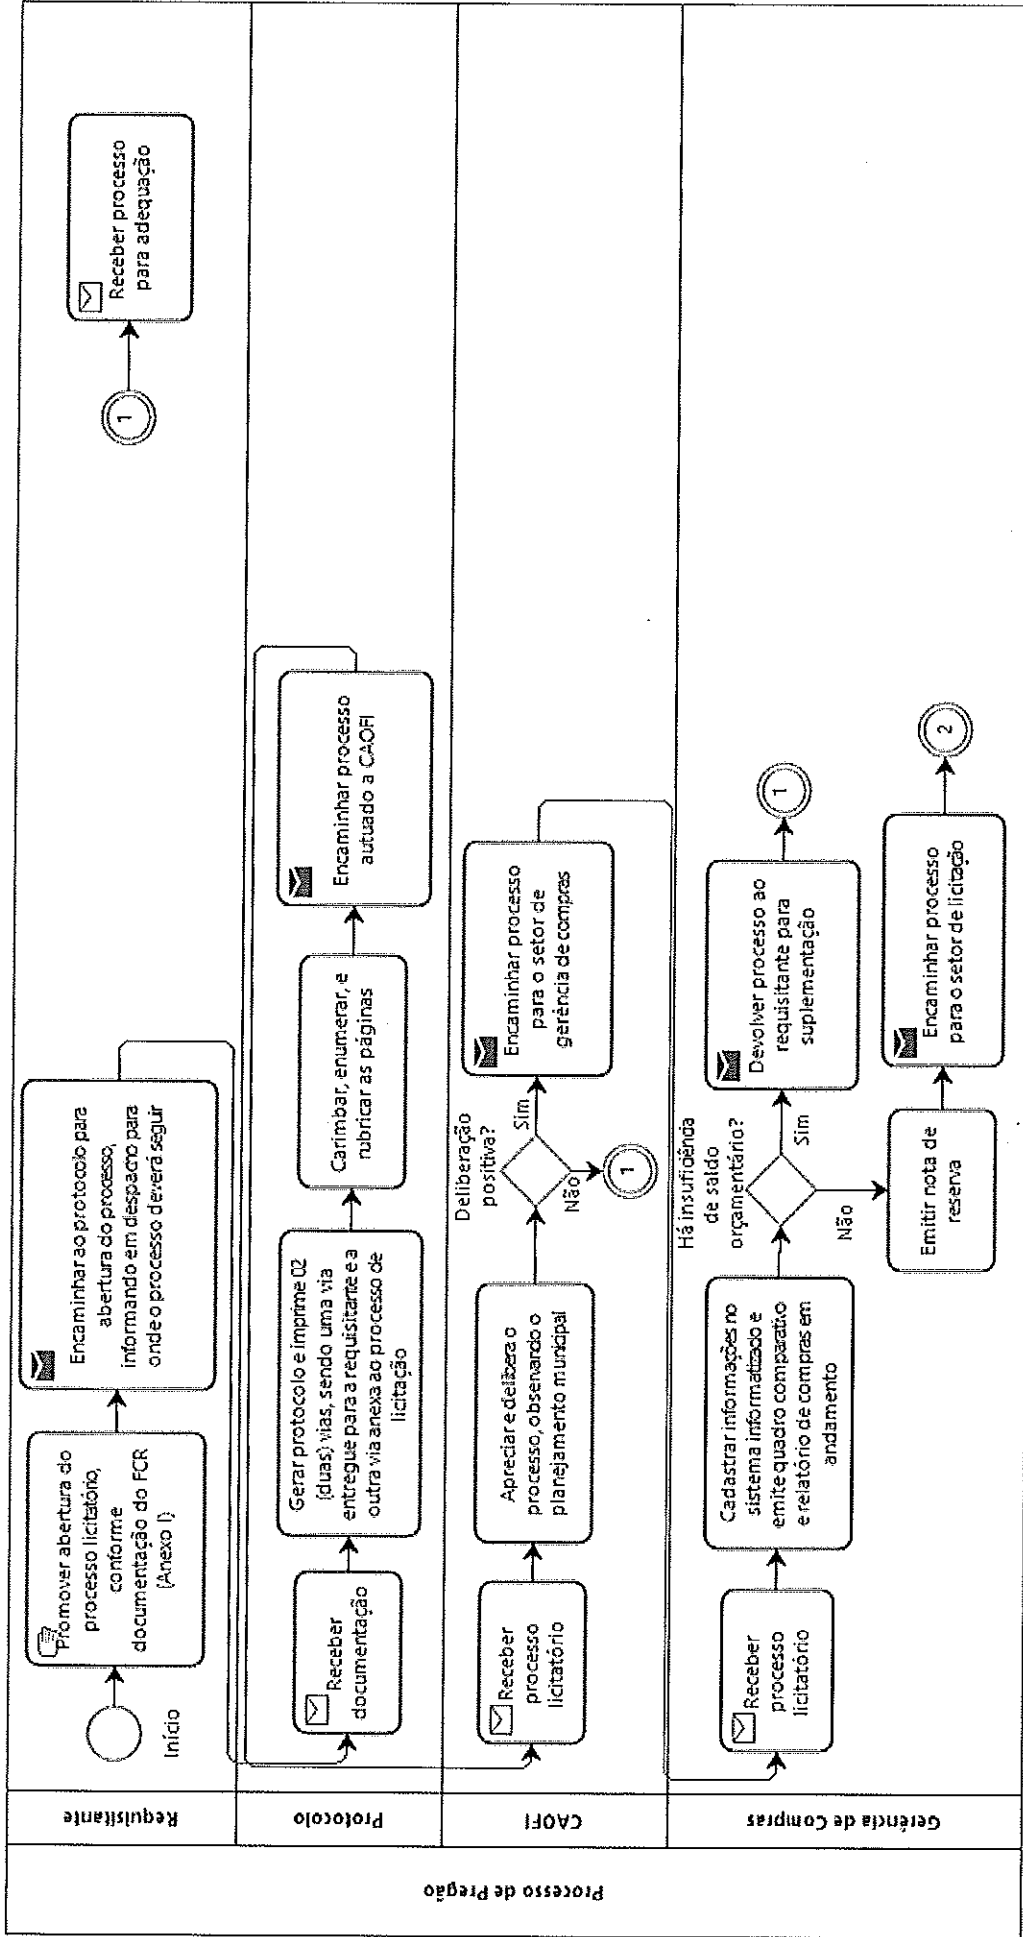 Processo de Pregão
Requisitante
Início
Promover abertura do
processo licitatório,
conforme
documentação do FCR
(Anexo I)
Encaminhar ao protocolo para
abertura do processo,
informando em despacho para
onde o processo deverá seguir
1
Receber processo
para adequação
Protocolo
Receber
documentação
Gerar protocolo e imprime 02
(duas) vias, sendo uma via
entregue para a requisitante e a
outra via anexa ao processo de
licitação
Carimbar, enumerar, e
rubricar as páginas
Encaminhar processo
autuado a CAOFI
CAOFI
Receber
processo
licitatório
Apreciar e delibera o
processo, observando o
planejamento municipal
Deliberação
positiva?
Sim
Não
1
Encaminhar processo
para o setor de
gerência de compras
Gerência de Compras
Receber
processo
licitatório
Cadastrar informações no
sistema informatizado e
emite quadro comparativo
e relatório de compras em
andamento
Há insuficiência
de saldo
orçamentário?
Sim
Não
Devolver processo ao
requisitante para
suplementação
1
Emitir nota de
reserva
Encaminhar processo
para o setor de licitação
2